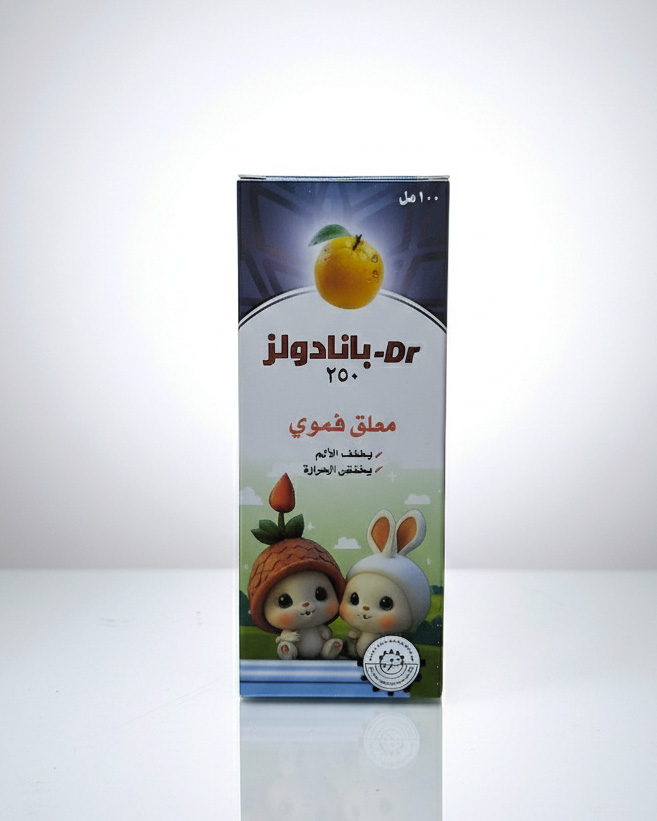 ١٠٠ مل
Dr-بانادولز
٢٥٠
معلق فموي
يخفف الألم
يخفض الحرارة